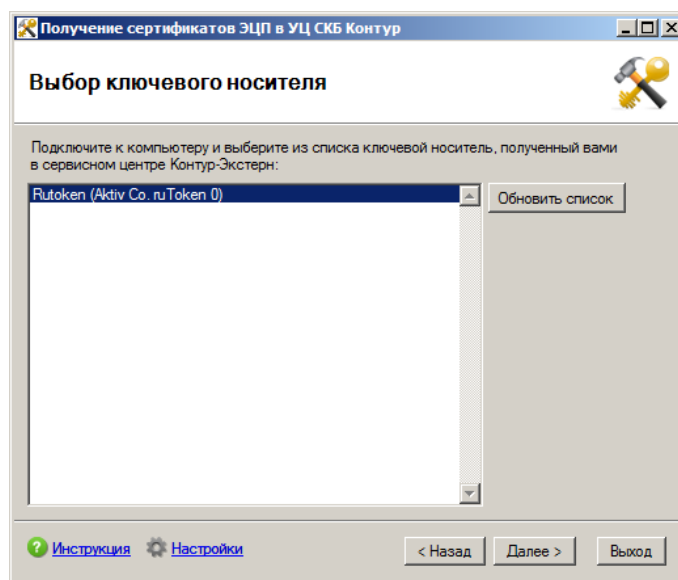 Получение сертификатов ЭЦП в УЦ СКБ Контур
Выбор ключевого носителя
Подключите к компьютеру и выберите из списка ключевой носитель, полученный вами
в сервисном центре Контур-Экстерн:
Rutoken (Aktiv Co. ruToken 0)
Обновить список
Инструкция
Настройки
< Назад
Далее >
Выход